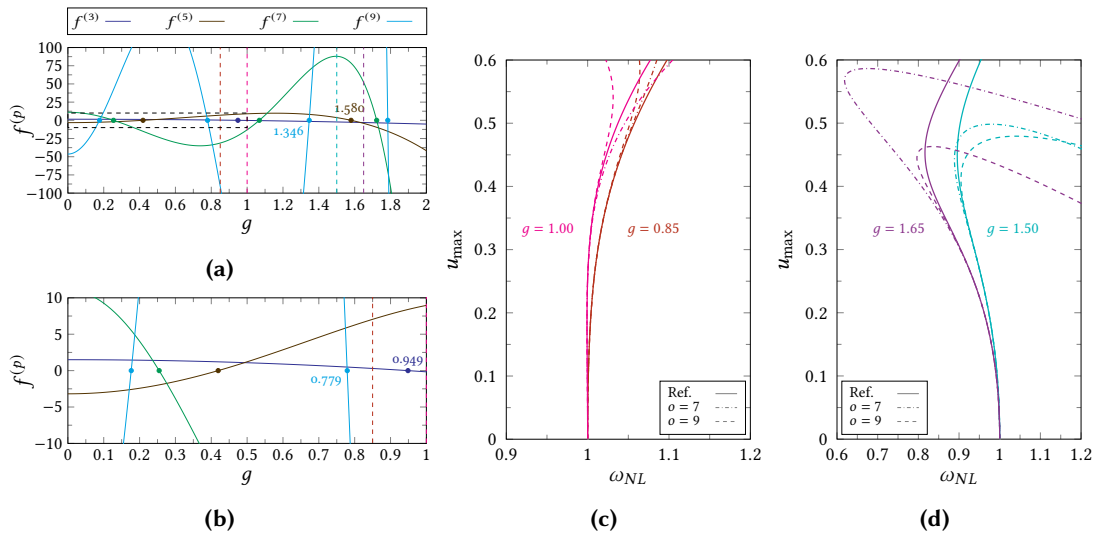 f(3) f(5) f(7) f(9)
100
75
50
25
0
−25
−50
−75
−100
f(p)
1.580
1.346
0 0.2 0.4 0.6 0.8 1 1.2 1.4 1.6 1.8 2
g
(a)
10
5
0
−5
−10
f(p)
0.949
0.779
0 0.1 0.2 0.3 0.4 0.5 0.6 0.7 0.8 0.9 1
g
(b)
0.6
0.5
0.4
0.3
0.2
0.1
0
umax
g = 1.00
g = 0.85
Ref.
o = 7
o = 9
0.9 1 1.1 1.2
ωNL
(c)
0.6
0.5
0.4
0.3
0.2
0.1
0
umax
g = 1.65
g = 1.50
Ref.
o = 7
o = 9
0.6 0.7 0.8 0.9 1 1.1 1.2
ωNL
(d)